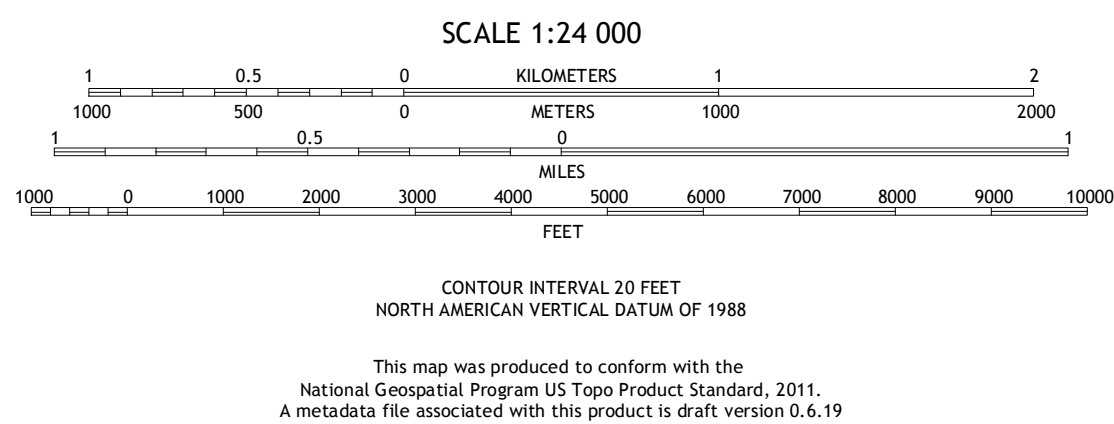 SCALE 1:24 000
1 0.5 0 KILOMETERS 1 2
1000 500 0 METERS 1000 2000
1 0.5 0 1
MILES
1000 0 1000 2000 3000 4000 5000 6000 7000 8000 9000 10000
FEET
CONTOUR INTERVAL 20 FEET
NORTH AMERICAN VERTICAL DATUM OF 1988
This map was produced to conform with the
National Geospatial Program US Topo Product Standard, 2011.
A metadata file associated with this product is draft version 0.6.19